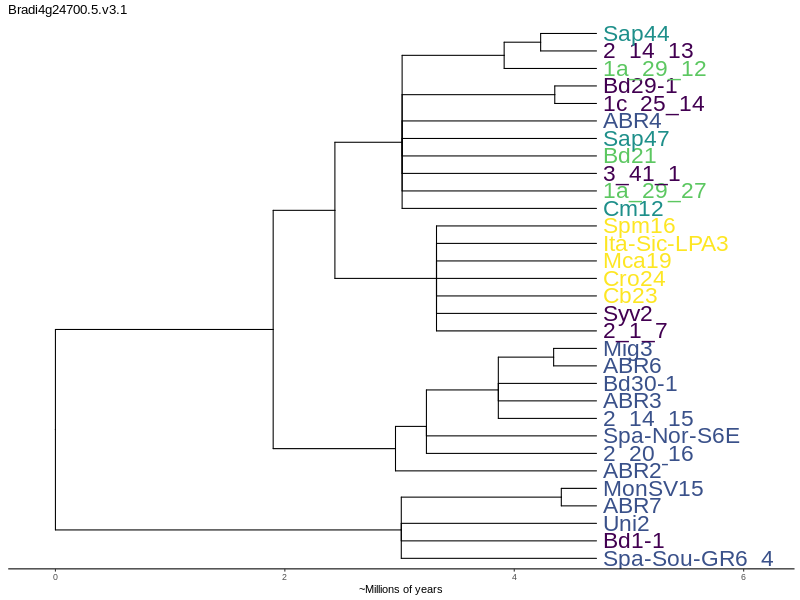 Bradi4g24700.5.v3.1
Sap44
2_14_13
1a_29_12
Bd29-1
1c_25_14
ABR4
Sap47
Bd21
3_41_1
1a_29_27
Cm12
Spm16
Ita-Sic-LPA3
Mca19
Cro24
Cb23
Syv2
2_1_7
Mig3
ABR6
Bd30-1
ABR3
2_14_15
Spa-Nor-S6E
2_20_16
ABR2
MonSV15
ABR7
Uni2
Bd1-1
Spa-Sou-GR6_4
0 2 4 6
~Millions of years